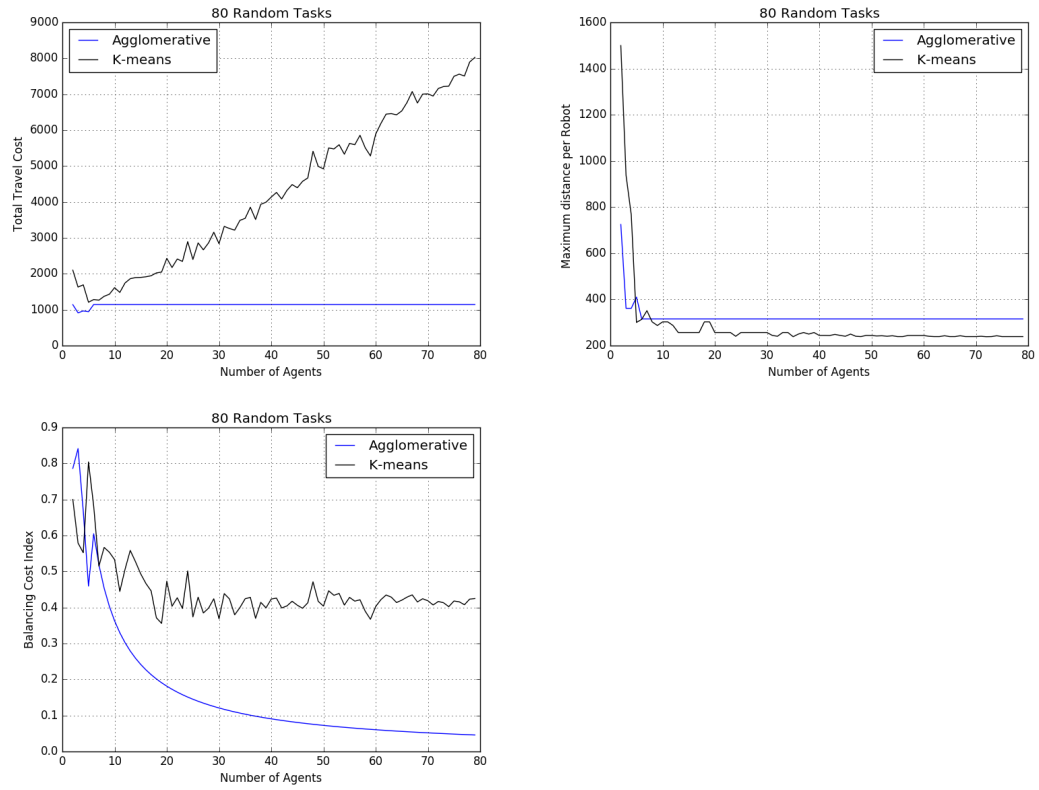 80 Random Tasks
9000
8000
7000
6000
5000
4000
3000
2000
1000
0
Total Travel Cost
Agglomerative
K-means
0 10 20 30 40 50 60 70 80
Number of Agents
80 Random Tasks
1600
1400
1200
1000
800
600
400
200
Maximum distance per Robot
Agglomerative
K-means
0 10 20 30 40 50 60 70 80
Number of Agents
80 Random Tasks
0.9
0.8
0.7
0.6
0.5
0.4
0.3
0.2
0.1
0.0
Balancing Cost Index
Agglomerative
K-means
0 10 20 30 40 50 60 70 80
Number of Agents